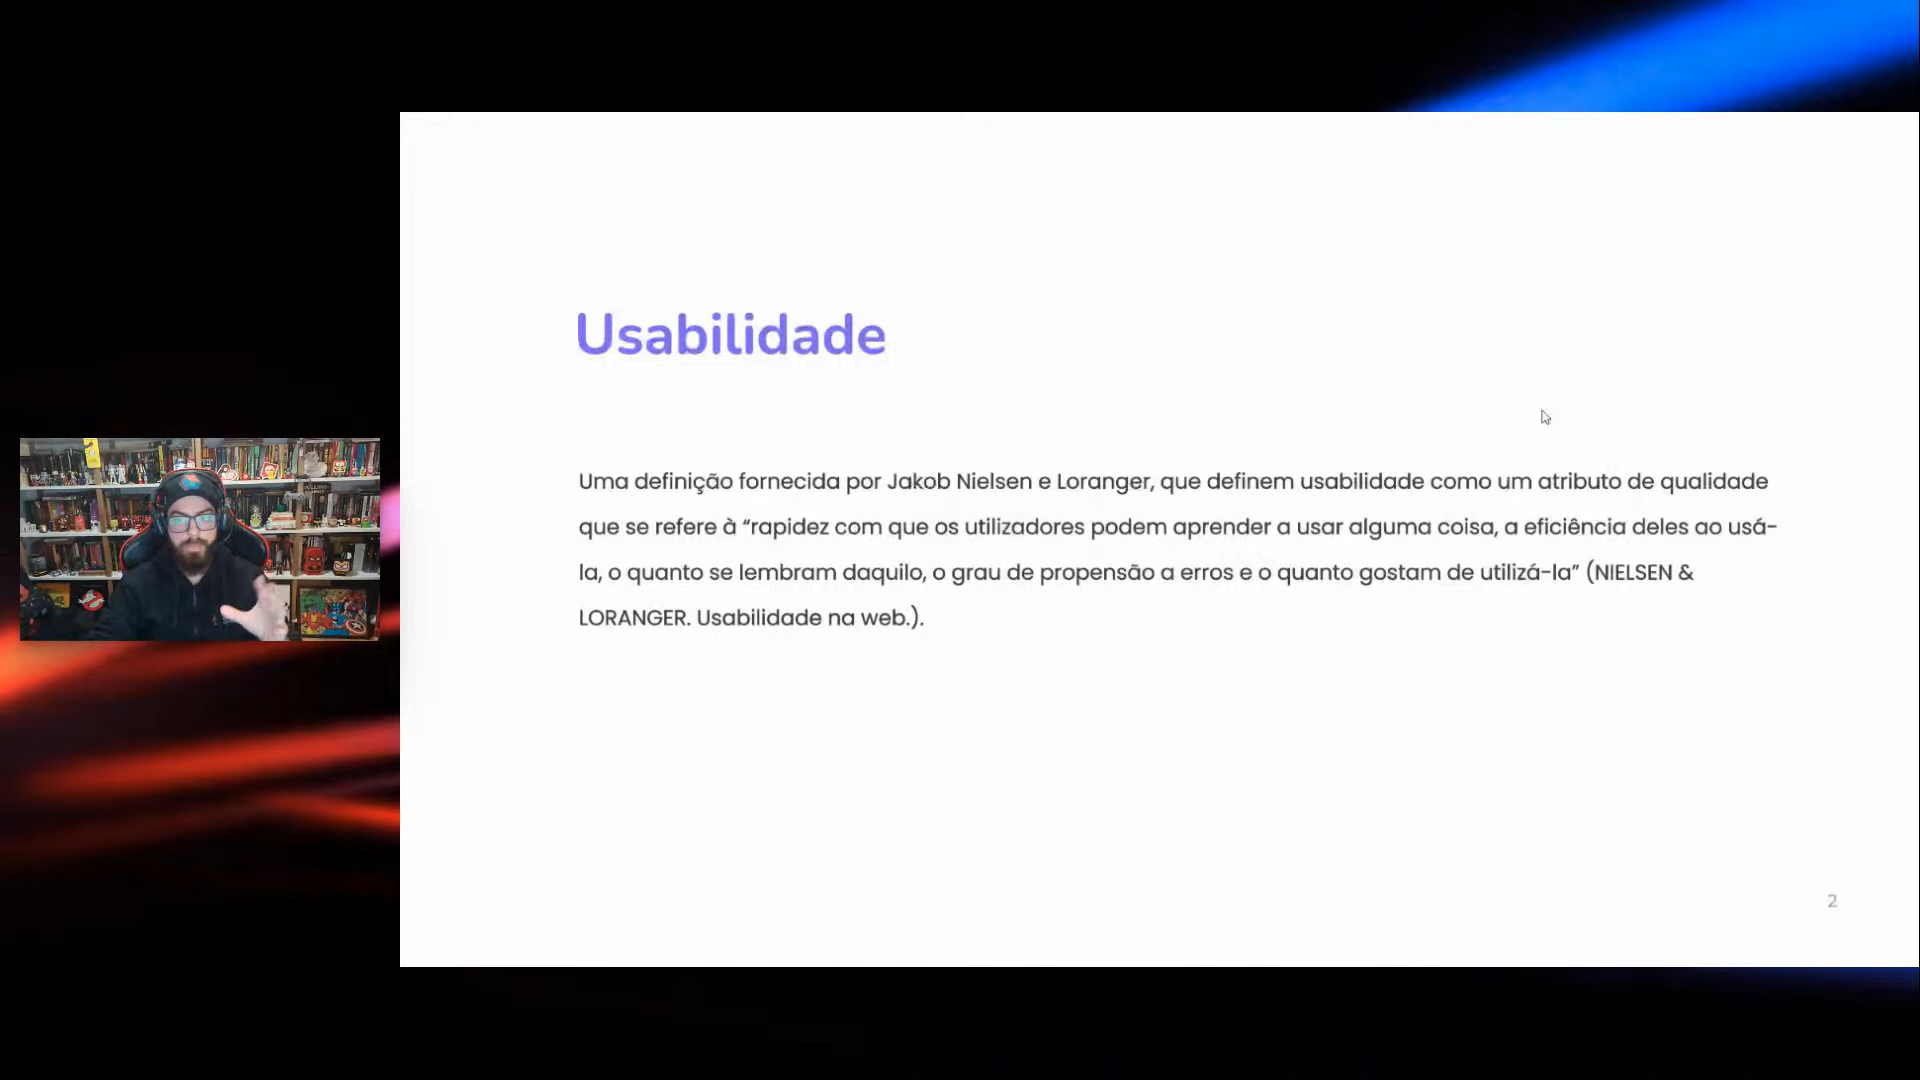 Usabilidade
Uma definição fornecida por Jakob Nielsen e Loranger, que definem usabilidade como um atributo de qualidade
que se refere à “rapidez com que os utilizadores podem aprender a usar alguma coisa, a eficiência deles ao usá-
la, o quanto se lembram daquilo, o grau de propensão a erros e o quanto gostam de utilizá-la” (NIELSEN &
LORANGER. Usabilidade na web.).
2